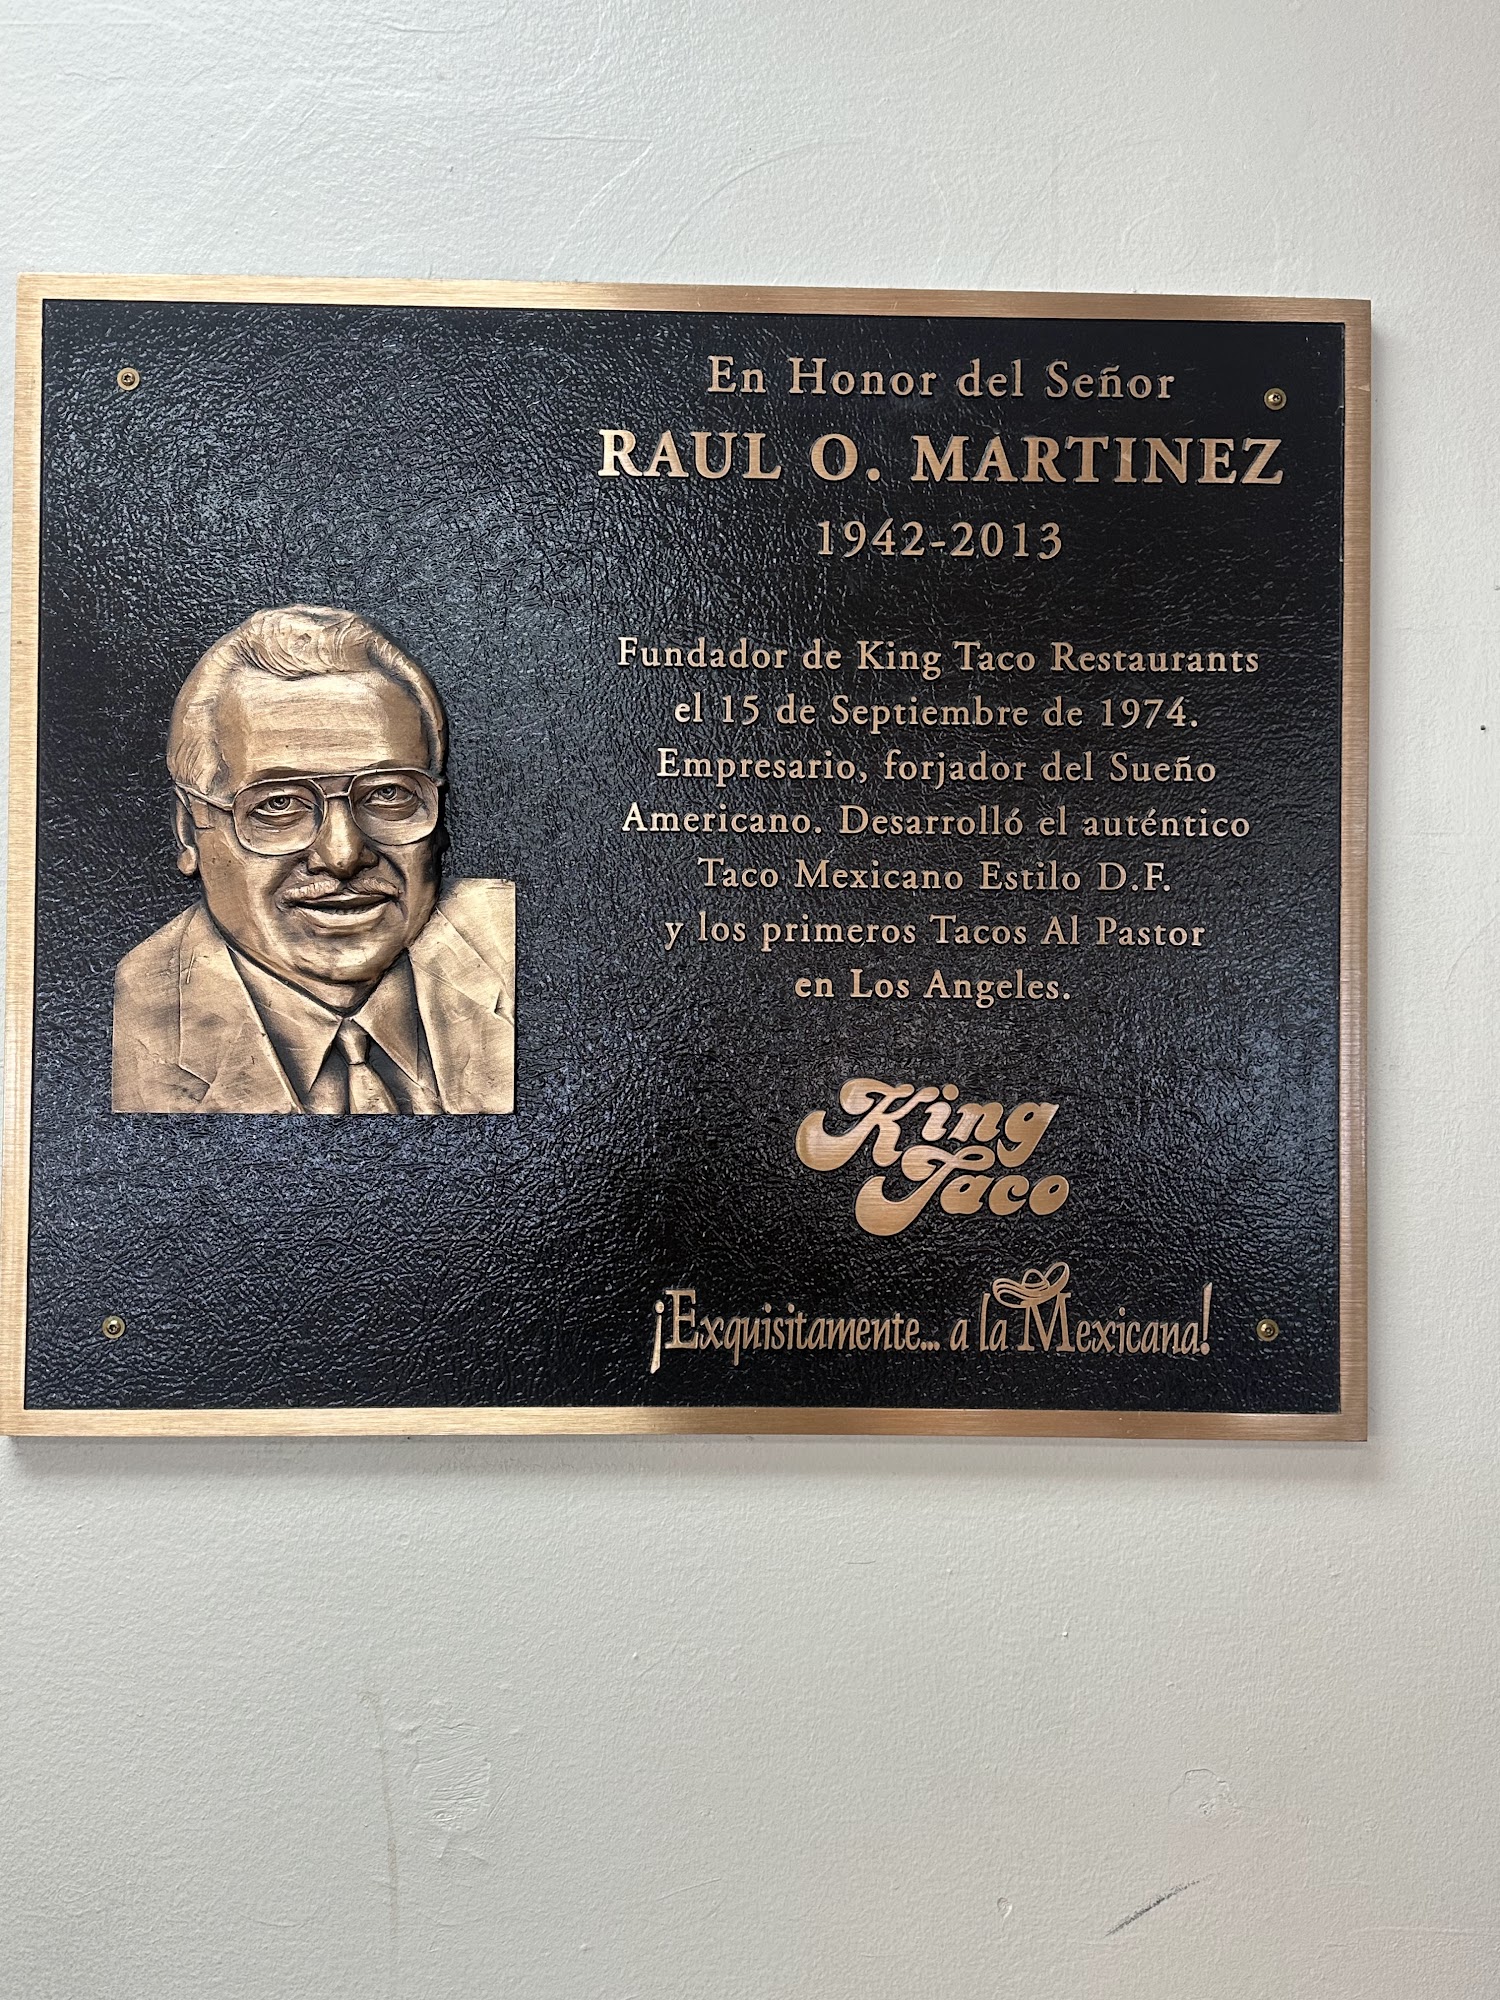 En Honor del Señor
RAUL O. MARTINEZ
1942-2013
Fundador de King Taco Restaurants
el 15 de Septiembre de 1974.
Empresario, forjador del Sueño
Americano. Desarrolló el auténtico
Taco Mexicano Estilo D.F.
y los primeros Tacos Al Pastor
en Los Angeles.
King
Taco
¡Exquisitamente... a la Mexicana!